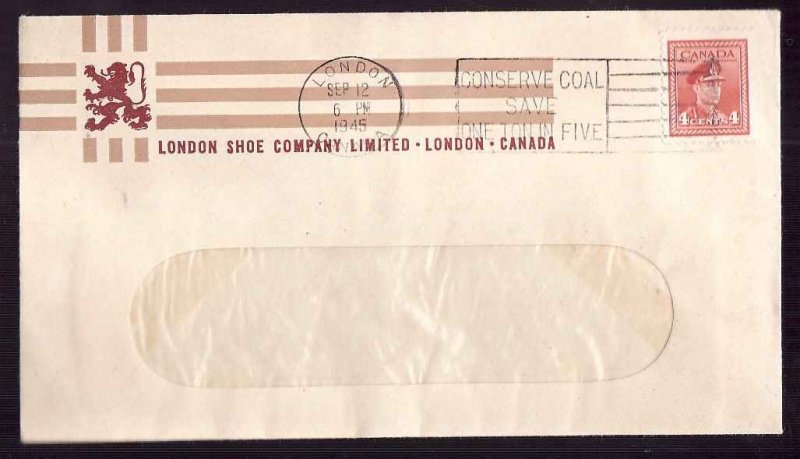 LONDON
SEP 12
6 PM
1945
CANADA
CONSERVE COAL
SAVE
ONE TON IN FIVE
CANADA
4 CENTS 4
LONDON SHOE COMPANY LIMITED · LONDON · CANADA